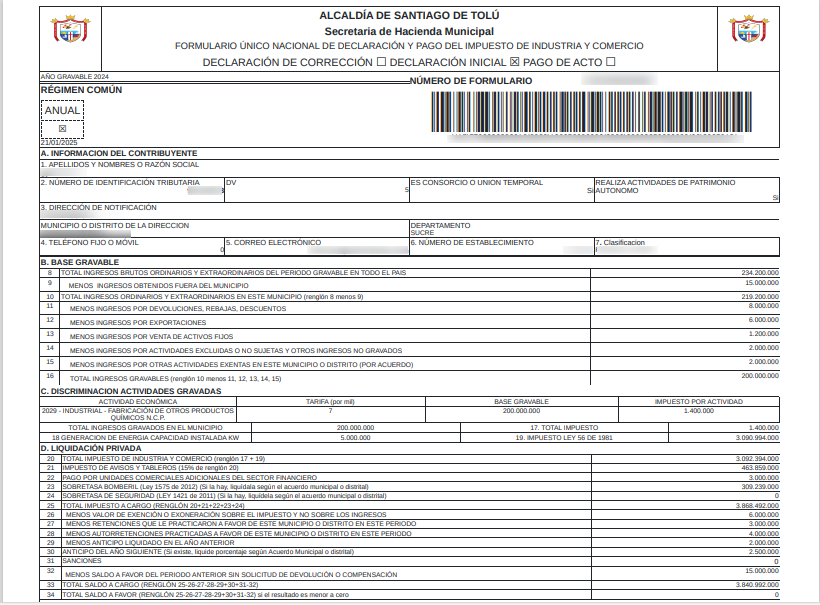 ALCALDÍA DE SANTIAGO DE TOLÚ
Secretaria de Hacienda Municipal
FORMULARIO ÚNICO NACIONAL DE DECLARACIÓN Y PAGO DEL IMPUESTO DE INDUSTRIA Y COMERCIO
DECLARACIÓN DE CORRECCIÓN ☐ DECLARACIÓN INICIAL ☒ PAGO DE ACTO ☐
AÑO GRAVABLE 2024
NÚMERO DE FORMULARIO
RÉGIMEN COMÚN
ANUAL
☒
21/01/2025
A. INFORMACION DEL CONTRIBUYENTE
1. APELLIDOS Y NOMBRES O RAZÓN SOCIAL
2. NÚMERO DE IDENTIFICACIÓN TRIBUTARIA DV 5 ES CONSORCIO O UNION TEMPORAL Si REALIZA ACTIVIDADES DE PATRIMONIO AUTONOMO Si
3. DIRECCIÓN DE NOTIFICACIÓN
MUNICIPIO O DISTRITO DE LA DIRECCION DEPARTAMENTO
SUCRE
4. TELÉFONO FIJO O MÓVIL 0 5. CORREO ELECTRÓNICO 6. NÚMERO DE ESTABLECIMIENTO 7. Clasificacion
B. BASE GRAVABLE
8 TOTAL INGRESOS BRUTOS ORDINARIOS Y EXTRAORDINARIOS DEL PERIODO GRAVABLE EN TODO EL PAIS 234.200.000
9 MENOS INGRESOS OBTENIDOS FUERA DEL MUNICIPIO 15.000.000
10 TOTAL INGRESOS ORDINARIOS Y EXTRAORDINARIOS EN ESTE MUNICIPIO (renglón 8 menos 9) 219.200.000
11 MENOS INGRESOS POR DEVOLUCIONES, REBAJAS, DESCUENTOS 8.000.000
12 MENOS INGRESOS POR EXPORTACIONES 6.000.000
13 MENOS INGRESOS POR VENTA DE ACTIVOS FIJOS 1.200.000
14 MENOS INGRESOS POR ACTIVIDADES EXCLUIDAS O NO SUJETAS Y OTROS INGRESOS NO GRAVADOS 2.000.000
15 MENOS INGRESOS POR OTRAS ACTIVIDADES EXENTAS EN ESTE MUNICIPIO O DISTRITO (POR ACUERDO) 2.000.000
16 TOTAL INGRESOS GRAVABLES (renglón 10 menos 11, 12, 13, 14, 15) 200.000.000
C. DISCRIMINACION ACTIVIDADES GRAVADAS
ACTIVIDAD ECONÓMICA TARIFA (por mil) BASE GRAVABLE IMPUESTO POR ACTIVIDAD
2029 - INDUSTRIAL - FABRICACIÓN DE OTROS PRODUCTOS QUÍMICOS N.C.P. 7 200.000.000 1.400.000
TOTAL INGRESOS GRAVADOS EN EL MUNICIPIO 200.000.000 17. TOTAL IMPUESTO 1.400.000
18 GENERACION DE ENERGIA CAPACIDAD INSTALADA KW 5.000.000 19. IMPUESTO LEY 56 DE 1981 3.090.994.000
D. LIQUIDACIÓN PRIVADA
20 TOTAL IMPUESTO DE INDUSTRIA Y COMERCIO (renglón 17 + 19) 3.092.394.000
21 IMPUESTO DE AVISOS Y TABLEROS (15% de renglón 20) 463.859.000
22 PAGO POR UNIDADES COMERCIALES ADICIONALES DEL SECTOR FINANCIERO 3.000.000
23 SOBRETASA BOMBERIL (Ley 1575 de 2012) (Si la hay, liquídala según el acuerdo municipal o distrital) 309.239.000
24 SOBRETASA DE SEGURIDAD (LEY 1421 de 2011) (Si la hay, liquidela según el acuerdo municipal o distrital) 0
25 TOTAL IMPUESTO A CARGO (RENGLÓN 20+21+22+23+24) 3.868.492.000
26 MENOS VALOR DE EXENCIÓN O EXONERACIÓN SOBRE EL IMPUESTO Y NO SOBRE LOS INGRESOS 6.000.000
27 MENOS RETENCIONES QUE LE PRACTICARON A FAVOR DE ESTE MUNICIPIO O DISTRITO EN ESTE PERIODO 3.000.000
28 MENOS AUTORRETENCIONES PRACTICADAS A FAVOR DE ESTE MUNICIPIO O DISTRITO EN ESTE PERIODO 4.000.000
29 MENOS ANTICIPO LIQUIDADO EN EL AÑO ANTERIOR 2.000.000
30 ANTICIPO DEL AÑO SIGUIENTE (Si existe, liquide porcentaje según Acuerdo Municipal o distrital) 2.500.000
31 SANCIONES 0
32 MENOS SALDO A FAVOR DEL PERIODO ANTERIOR SIN SOLICITUD DE DEVOLUCIÓN O COMPENSACIÓN 15.000.000
33 TOTAL SALDO A CARGO (RENGLÓN 25-26-27-28-29+30+31-32) 3.840.992.000
34 TOTAL SALDO A FAVOR (RENGLÓN 25-26-27-28-29+30+31-32) si el resultado es menor a cero 0